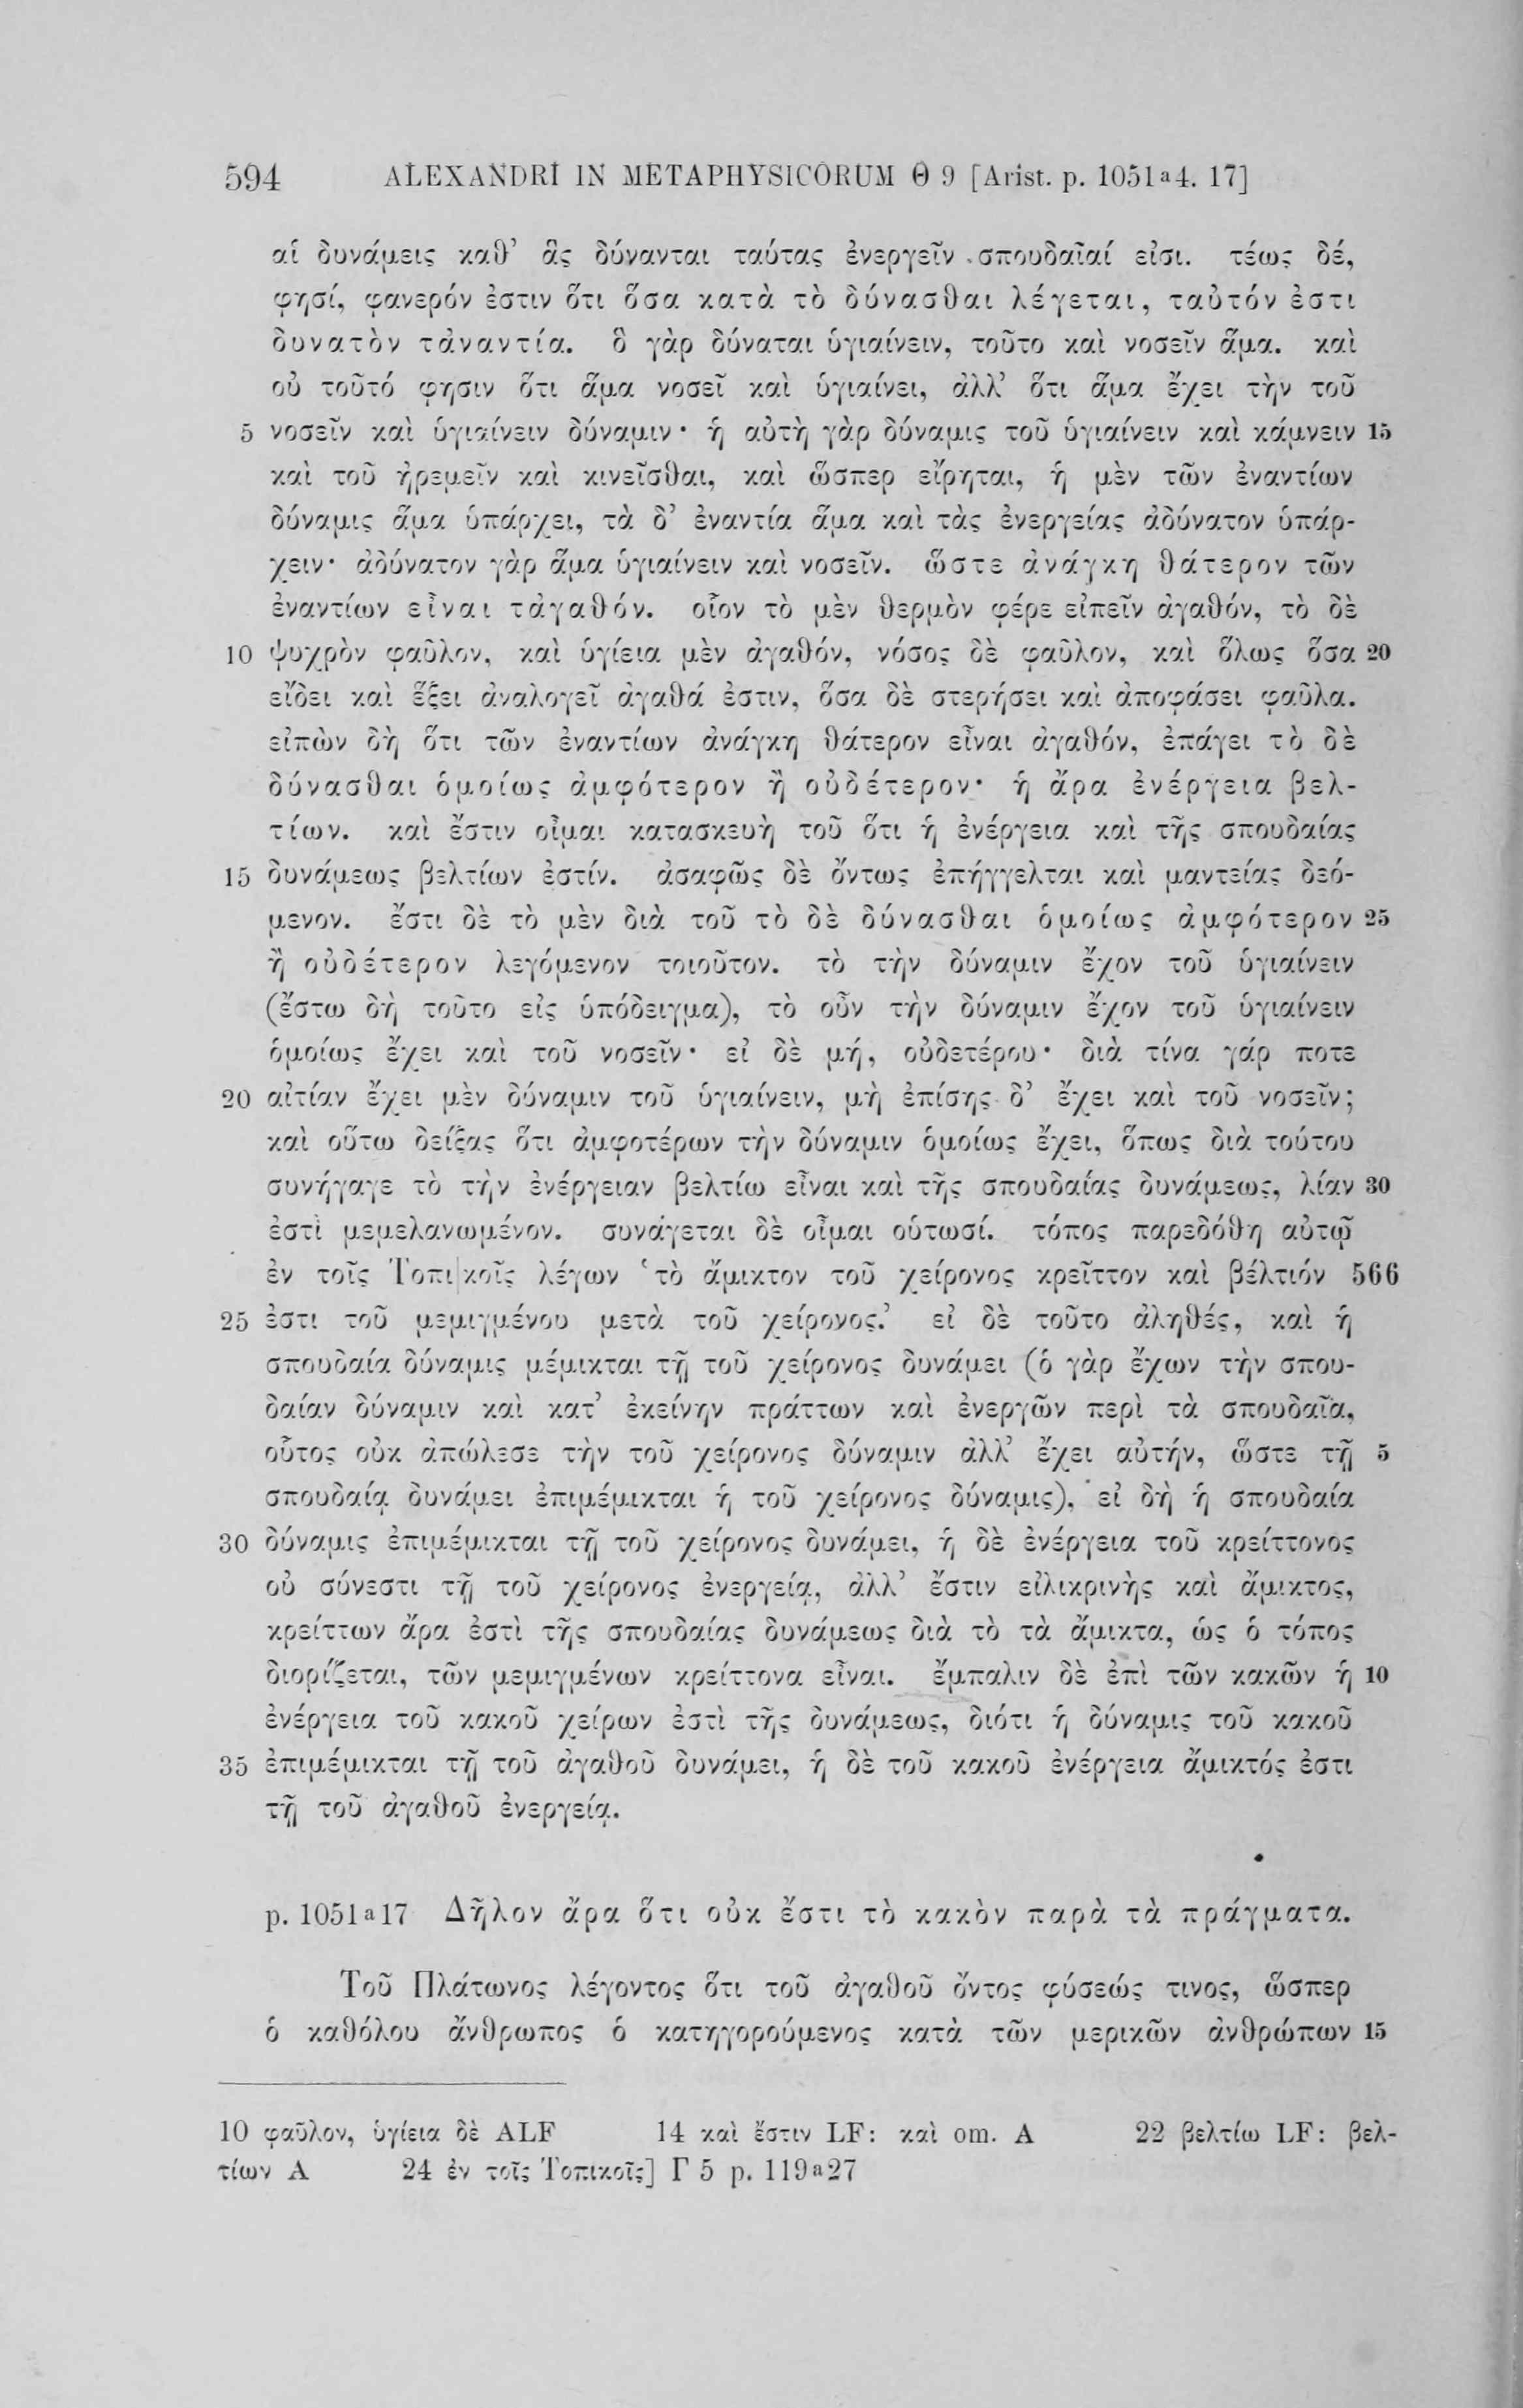 594 ALEXANDRI IN METAPHYSICORUM Θ 9 [Arist. p. 1051ª4. 17]
αἱ δυνάμεις καθ’ ἃς δύνανται ταύτας ἐνεργεῖν σπουδαῖαί εἰσι. τέως δέ,
φησί, φανερόν ἐστιν ὅτι ὅσα κατὰ τὸ δύνασθαι λέγεται, ταὐτόν ἐστι
δυνατὸν τἀναντία. ὃ γὰρ δύναται ὑγιαίνειν, τοῦτο καὶ νοσεῖν ἅμα. καὶ
οὐ τοῦτό φησιν ὅτι ἅμα νοσεῖ καὶ ὑγιαίνει, ἀλλ’ ὅτι ἅμα ἔχει τὴν τοῦ
5 νοσεῖν καὶ ὑγιαίνειν δύναμιν· ἡ αὐτὴ γὰρ δύναμις τοῦ ὑγιαίνειν καὶ κάμνειν 15
καὶ τοῦ ἠρεμεῖν καὶ κινεῖσθαι, καὶ ὥσπερ εἴρηται, ἡ μὲν τῶν ἐναντίων
δύναμις ἅμα ὑπάρχει, τὰ δ’ ἐναντία ἅμα καὶ τὰς ἐνεργείας ἀδύνατον ὑπάρ-
χειν· ἀδύνατον γὰρ ἅμα ὑγιαίνειν καὶ νοσεῖν. ὥστε ἀνάγκη θάτερον τῶν
ἐναντίων εἶναι τἀγαθόν. οἷον τὸ μὲν θερμὸν φέρε εἰπεῖν ἀγαθόν, τὸ δὲ
10 ψυχρὸν φαῦλον, καὶ ὑγίεια μὲν ἀγαθόν, νόσος δὲ φαῦλον, καὶ ὅλως ὅσα 20
εἴδει καὶ ἕξει ἀναλογεῖ ἀγαθά ἐστιν, ὅσα δὲ στερήσει καὶ ἀποφάσει φαῦλα.
εἰπὼν δὴ ὅτι τῶν ἐναντίων ἀνάγκη θάτερον εἶναι ἀγαθόν, ἐπάγει τὸ δὲ
δύνασθαι ὁμοίως ἀμφότερον ἢ οὐδέτερον· ἡ ἄρα ἐνέργεια βελ-
τίων. καὶ ἔστιν οἶμαι κατασκευὴ τοῦ ὅτι ἡ ἐνέργεια καὶ τῆς σπουδαίας
15 δυνάμεως βελτίων ἐστίν. ἀσαφῶς δὲ ὄντως ἐπήγγελται καὶ μαντείας δεό-
μενον. ἔστι δὲ τὸ μὲν διὰ τοῦ τὸ δὲ δύνασθαι ὁμοίως ἀμφότερον 25
ἢ οὐδέτερον λεγόμενον τοιοῦτον. τὸ τὴν δύναμιν ἔχον τοῦ ὑγιαίνειν
(ἔστω δὴ τοῦτο εἰς ὑπόδειγμα), τὸ οὖν τὴν δύναμιν ἔχον τοῦ ὑγιαίνειν
ὁμοίως ἔχει καὶ τοῦ νοσεῖν· εἰ δὲ μή, οὐδετέρου· διὰ τίνα γάρ ποτε
20 αἰτίαν ἔχει μὲν δύναμιν τοῦ ὑγιαίνειν, μὴ ἐπίσης δ’ ἔχει καὶ τοῦ νοσεῖν;
καὶ οὕτω δείξας ὅτι ἀμφοτέρων τὴν δύναμιν ὁμοίως ἔχει, ὅπως διὰ τούτου
συνήγαγε τὸ τὴν ἐνέργειαν βελτίω εἶναι καὶ τῆς σπουδαίας δυνάμεως, λίαν 30
ἐστὶ μεμελανωμένον. συνάγεται δὲ οἶμαι οὑτωσί. τόπος παρεδόθη αὐτῷ
ἐν τοῖς Τοπι|κοῖς λέγων ‘τὸ ἄμικτον τοῦ χείρονος κρεῖττον καὶ βέλτιόν 566
25 ἐστι τοῦ μεμιγμένου μετὰ τοῦ χείρονος.’ εἰ δὲ τοῦτο ἀληθές, καὶ ἡ
σπουδαία δύναμις μέμικται τῇ τοῦ χείρονος δυνάμει (ὁ γὰρ ἔχων τὴν σπου-
δαίαν δύναμιν καὶ κατ’ ἐκείνην πράττων καὶ ἐνεργῶν περὶ τὰ σπουδαῖα,
οὗτος οὐκ ἀπώλεσε τὴν τοῦ χείρονος δύναμιν ἀλλ’ ἔχει αὐτήν, ὥστε τῇ 5
σπουδαίᾳ δυνάμει ἐπιμέμικται ἡ τοῦ χείρονος δύναμις), εἰ δὴ ἡ σπουδαία
30 δύναμις ἐπιμέμικται τῇ τοῦ χείρονος δυνάμει, ἡ δὲ ἐνέργεια τοῦ κρείττονος
οὐ σύνεστι τῇ τοῦ χείρονος ἐνεργείᾳ, ἀλλ’ ἔστιν εἰλικρινὴς καὶ ἄμικτος,
κρείττων ἄρα ἐστὶ τῆς σπουδαίας δυνάμεως διὰ τὸ τὰ ἄμικτα, ὡς ὁ τόπος
διορίζεται, τῶν μεμιγμένων κρείττονα εἶναι. ἔμπαλιν δὲ ἐπὶ τῶν κακῶν ἡ 10
ἐνέργεια τοῦ κακοῦ χείρων ἐστὶ τῆς δυνάμεως, διότι ἡ δύναμις τοῦ κακοῦ
35 ἐπιμέμικται τῇ τοῦ ἀγαθοῦ δυνάμει, ἡ δὲ τοῦ κακοῦ ἐνέργεια ἄμικτός ἐστι
τῇ τοῦ ἀγαθοῦ ἐνεργείᾳ.
p. 1051ª17 Δῆλον ἄρα ὅτι οὐκ ἔστι τὸ κακὸν παρὰ τὰ πράγματα.
Τοῦ Πλάτωνος λέγοντος ὅτι τοῦ ἀγαθοῦ ὄντος φύσεώς τινος, ὥσπερ
ὁ καθόλου ἄνθρωπος ὁ κατηγορούμενος κατὰ τῶν μερικῶν ἀνθρώπων 15
10 φαῦλον, ὑγίεια δὲ ALF 14 καὶ ἔστιν LF: καὶ om. A 22 βελτίω LF: βελ-
τίων A 24 ἐν τοῖς Τοπικοῖς] Γ 5 p. 119ª27